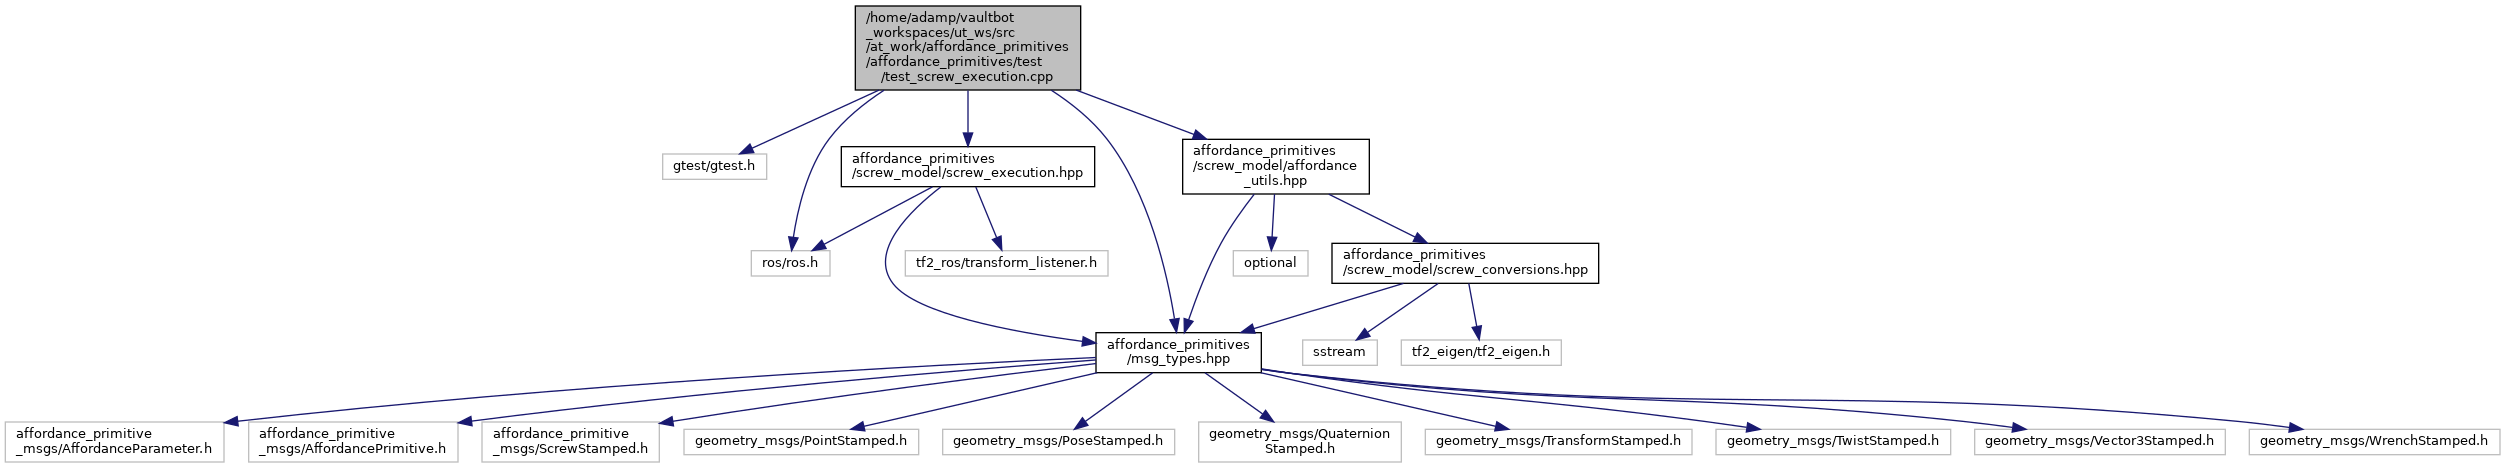 /home/adamp/vaultbot
_workspaces/ut_ws/src
/at_work/affordance_primitives
/affordance_primitives/test
/test_screw_execution.cpp
gtest/gtest.h
affordance_primitives
/screw_model/screw_execution.hpp
affordance_primitives
/screw_model/affordance
_utils.hpp
ros/ros.h
tf2_ros/transform_listener.h
optional
affordance_primitives
/screw_model/screw_conversions.hpp
affordance_primitives
/msg_types.hpp
sstream
tf2_eigen/tf2_eigen.h
affordance_primitive
_msgs/AffordanceParameter.h
affordance_primitive
_msgs/AffordancePrimitive.h
affordance_primitive
_msgs/ScrewStamped.h
geometry_msgs/PointStamped.h
geometry_msgs/PoseStamped.h
geometry_msgs/Quaternion
Stamped.h
geometry_msgs/TransformStamped.h
geometry_msgs/TwistStamped.h
geometry_msgs/Vector3Stamped.h
geometry_msgs/WrenchStamped.h